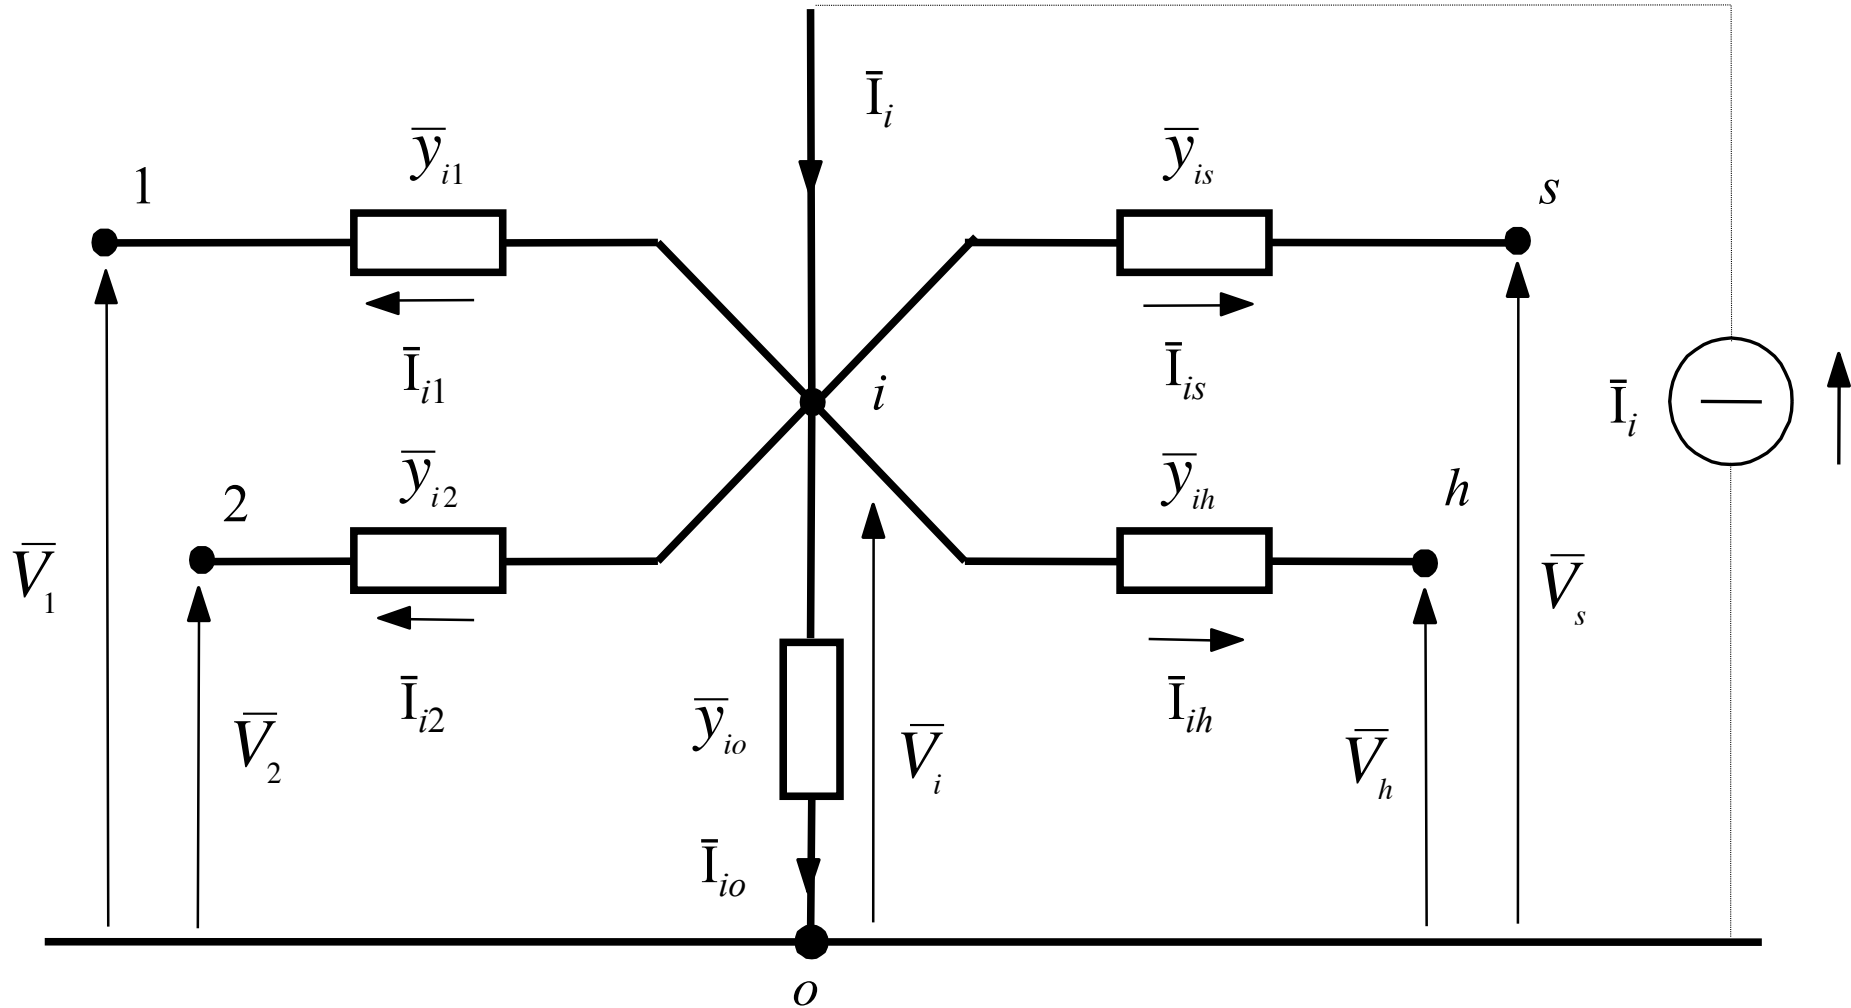 Ī_i
ȳ_i1
ȳ_is
1
s
Ī_i1
Ī_is
i
Ī_i
ȳ_i2
ȳ_ih
2
h
V̄_1
V̄_s
Ī_i2
Ī_ih
ȳ_io
V̄_2
V̄_i
V̄_h
Ī_io
o